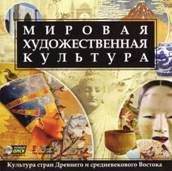 МИРОВАЯ
ХУДОЖЕСТВЕННАЯ
КУЛЬТУРА
Культура стран Древнего и средневекового Востока